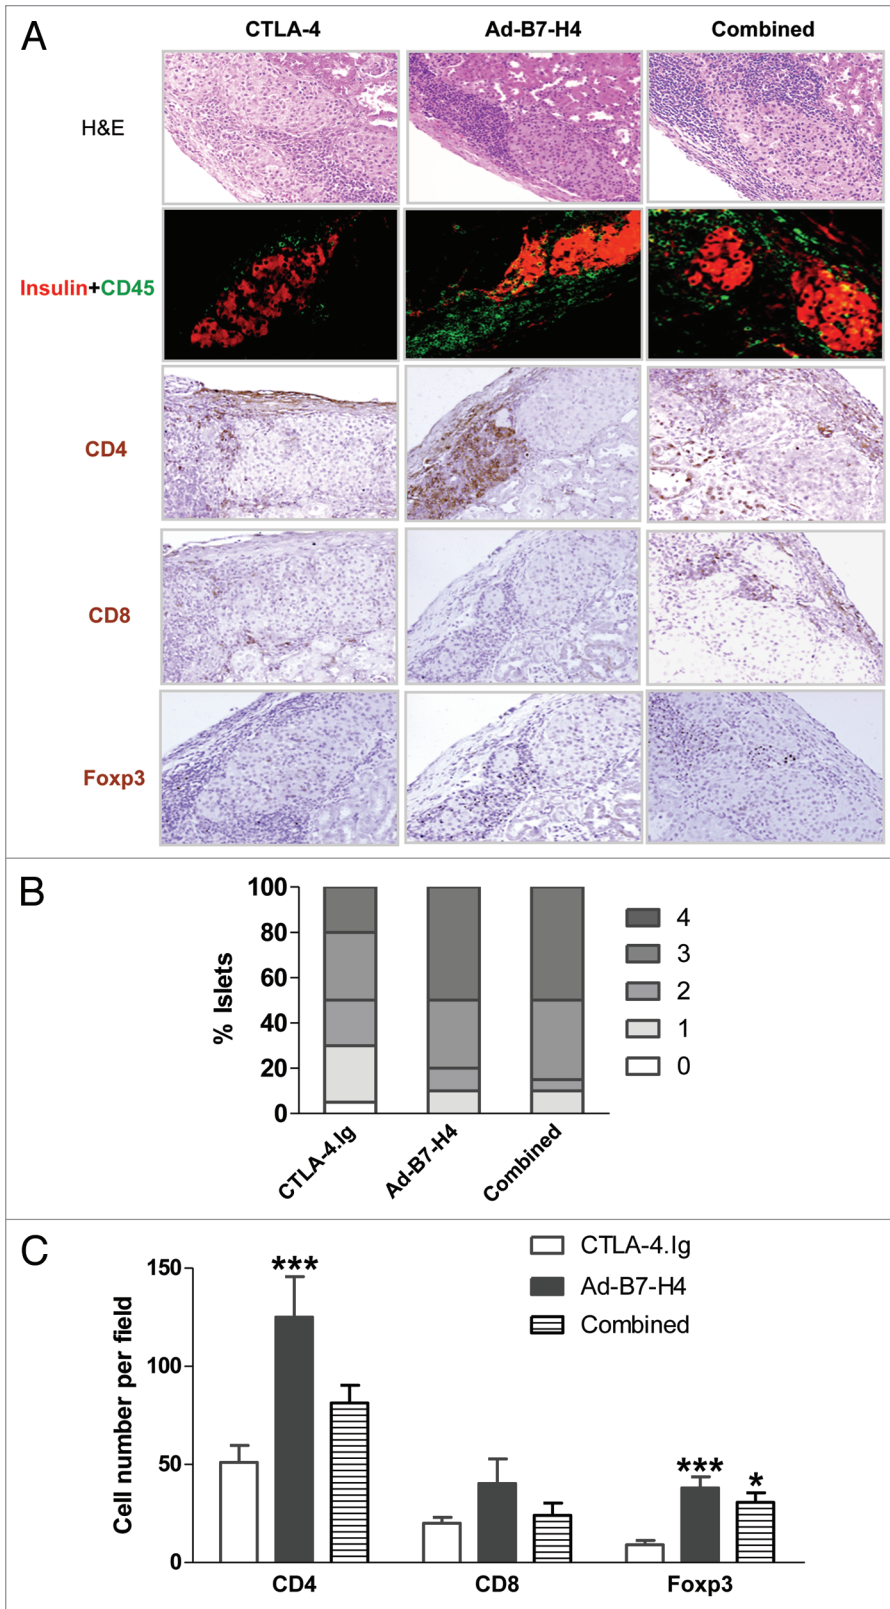 A
CTLA-4
Ad-B7-H4
Combined
H&E
Insulin+CD45
CD4
CD8
Foxp3
B
% Islets
100
80
60
40
20
0
CTLA-4.Ig
Ad-B7-H4
Combined
4
3
2
1
0
C
Cell number per field
150
100
50
0
***
***
*
CD4
CD8
Foxp3
CTLA-4.Ig
Ad-B7-H4
Combined